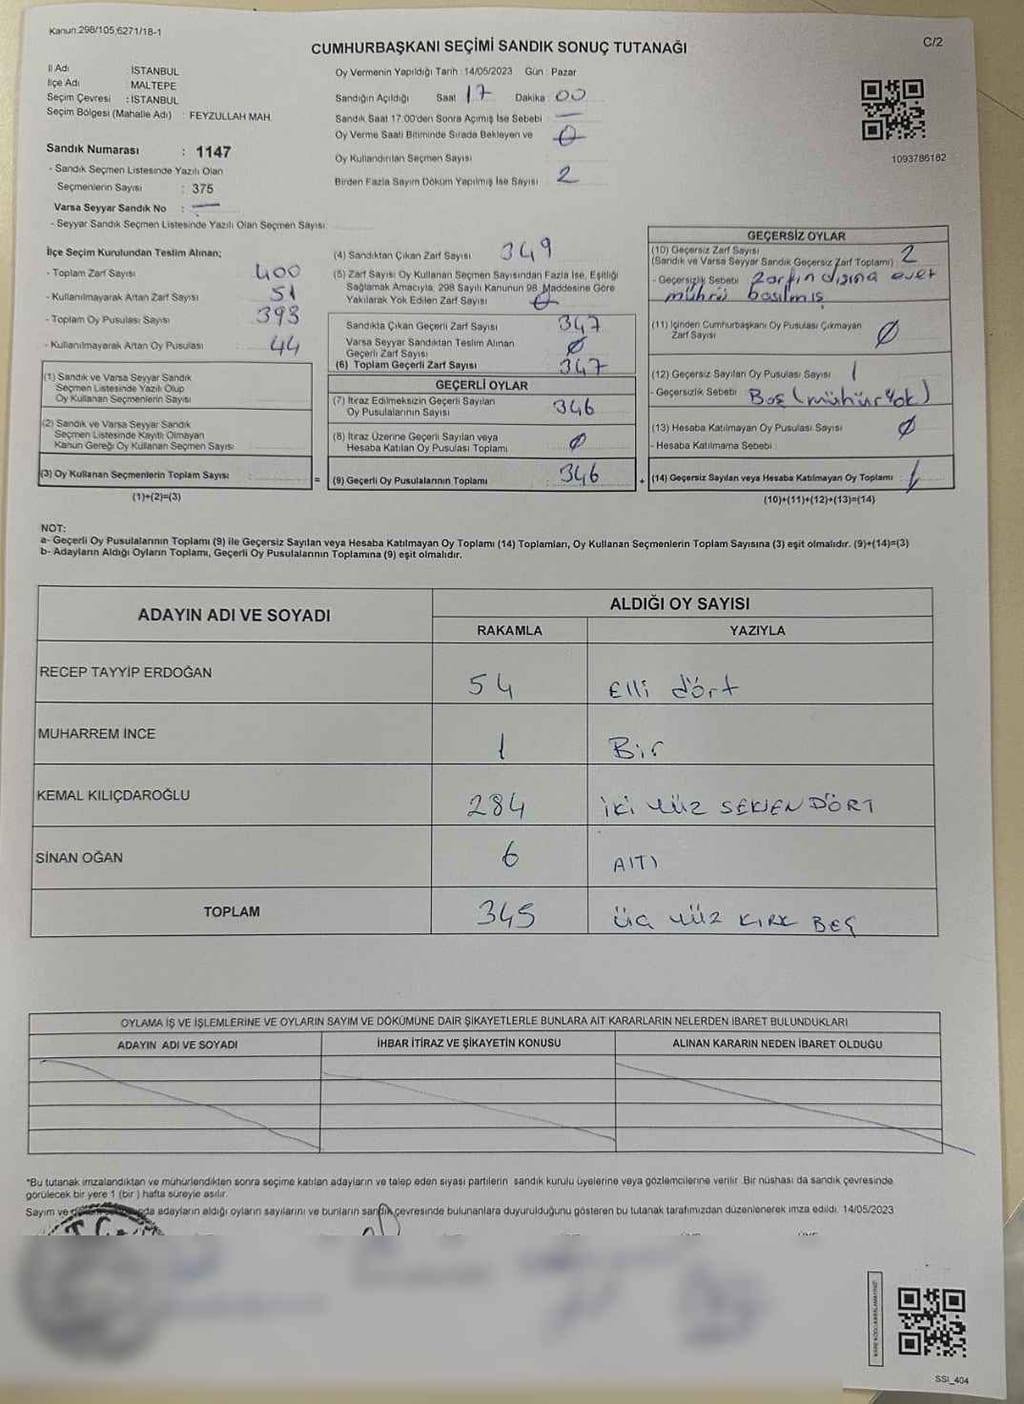 Kanun:298/105,6271/18-1
C/2
CUMHURBAŞKANI SEÇİMİ SANDIK SONUÇ TUTANAĞI
İl Adı : İSTANBUL
İlçe Adı : MALTEPE
Seçim Çevresi : İSTANBUL
Seçim Bölgesi (Mahalle Adı) : FEYZULLAH MAH.
Sandık Numarası : 1147
- Sandık Seçmen Listesinde Yazılı Olan
Seçmenlerin Sayısı : 375
Varsa Seyyar Sandık No : —
- Seyyar Sandık Seçmen Listesinde Yazılı Olan Seçmen Sayısı:
Oy Vermenin Yapıldığı Tarih :14/05/2023 Gün : Pazar
Sandığın Açıldığı Saat 17 Dakika : 00
Sandık Saat 17:00'den Sonra Açımış İse Sebebi : —
Oy Verme Saati Bitiminde Sırada Bekleyen ve
Oy Kullandırılan Seçmen Sayısı : 0
Birden Fazla Sayım Döküm Yapılmış İse Sayısı : 2
1093786182
İlçe Seçim Kurulundan Teslim Alınan;
- Toplam Zarf Sayısı : 400
- Kullanılmayarak Artan Zarf Sayısı : 51
- Toplam Oy Pusulası Sayısı : 393
- Kullanılmayarak Artan Oy Pusulası : 44
(1) Sandık ve Varsa Seyyar Sandık
Seçmen Listesinde Yazılı Olup
Oy Kullanan Seçmenlerin Sayısı
(2) Sandık ve Varsa Seyyar Sandık
Seçmen Listesinde Kayıtlı Olmayan
Kanun Gereği Oy Kullanan Seçmen Sayısı
(3) Oy Kullanan Seçmenlerin Toplam Sayısı
(1)+(2)=(3)
=
(4) Sandıktan Çıkan Zarf Sayısı : 349
(5) Zarf Sayısı Oy Kullanan Seçmen Sayısından Fazla İse, Eşitliği
Sağlamak Amacıyla, 298 Sayılı Kanunun 98. Maddesine Göre
Yakılarak Yok Edilen Zarf Sayısı : 0
Sandıkta Çıkan Geçerli Zarf Sayısı : 347
Varsa Seyyar Sandıktan Teslim Alınan
Geçerli Zarf Sayısı : Ø
(6) Toplam Geçerli Zarf Sayısı : 347
GEÇERLİ OYLAR
(7) İtiraz Edilmeksizin Geçerli Sayılan
Oy Pusulalarının Sayısı : 346
(8) İtiraz Üzerine Geçerli Sayılan veya
Hesaba Katılan Oy Pusulası Toplamı : Ø
(9) Geçerli Oy Pusulalarının Toplamı : 346
+
GEÇERSİZ OYLAR
(10) Geçersiz Zarf Sayısı
(Sandık ve Varsa Seyyar Sandık Geçersiz Zarf Toplamı) : 2
- Geçersizlik Sebebi : Zarfın dışına evet
mührü basılmış
(11) İçinden Cumhurbaşkanı Oy Pusulası Çıkmayan
Zarf Sayısı : Ø
(12) Geçersiz Sayılan Oy Pusulası Sayısı : 1
- Geçersizlik Sebebi : Boş (mühür Yok)
(13) Hesaba Katılmayan Oy Pusulası Sayısı : Ø
- Hesaba Katılmama Sebebi :
(14) Geçersiz Sayılan veya Hesaba Katılmayan Oy Toplamı : 1
(10)+(11)+(12)+(13)=(14)
NOT:
a- Geçerli Oy Pusulalarının Toplamı (9) ile Geçersiz Sayılan veya Hesaba Katılmayan Oy Toplamı (14) Toplamları, Oy Kullanan Seçmenlerin Toplam Sayısına (3) eşit olmalıdır. (9)+(14)=(3)
b- Adayların Aldığı Oyların Toplamı, Geçerli Oy Pusulalarının Toplamına (9) eşit olmalıdır.
ADAYIN ADI VE SOYADI
ALDIĞI OY SAYISI
RAKAMLA YAZIYLA
RECEP TAYYİP ERDOĞAN 54 Elli dört
MUHARREM İNCE 1 Bir
KEMAL KILIÇDAROĞLU 284 iki yüz SEKSEN DÖRT
SİNAN OĞAN 6 AlTı
TOPLAM 345 üç yüz KIRK BEŞ
OYLAMA İŞ VE İŞLEMLERİNE VE OYLARIN SAYIM VE DÖKÜMÜNE DAİR ŞİKAYETLERLE BUNLARA AİT KARARLARIN NELERDEN İBARET BULUNDUKLARI
ADAYIN ADI VE SOYADI İHBAR İTİRAZ VE ŞİKAYETİN KONUSU ALINAN KARARIN NEDEN İBARET OLDUĞU
*Bu tutanak imzalandıktan ve mühürlendikten sonra seçime katılan adayların ve talep eden siyasi partilerin sandık kurulu üyelerine veya gözlemcilerine verilir. Bir nüshası da sandık çevresinde
görülecek bir yere 1 (bir) hafta süreyle asılır.
Sayım ve adayların aldığı oyların sayılarını ve bunların sandık çevresinde bulunanlara duyurulduğunu gösteren bu tutanak tarafımızdan düzenlenerek imza edildi. 14/05/2023
T.C.
SSI_404